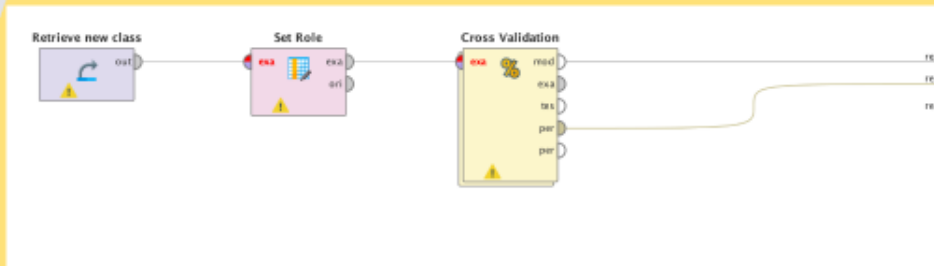 Retrieve new class
Set Role
Cross Validation
out
exa
exa
ori
exa
mod
exa
tes
per
per
re
re